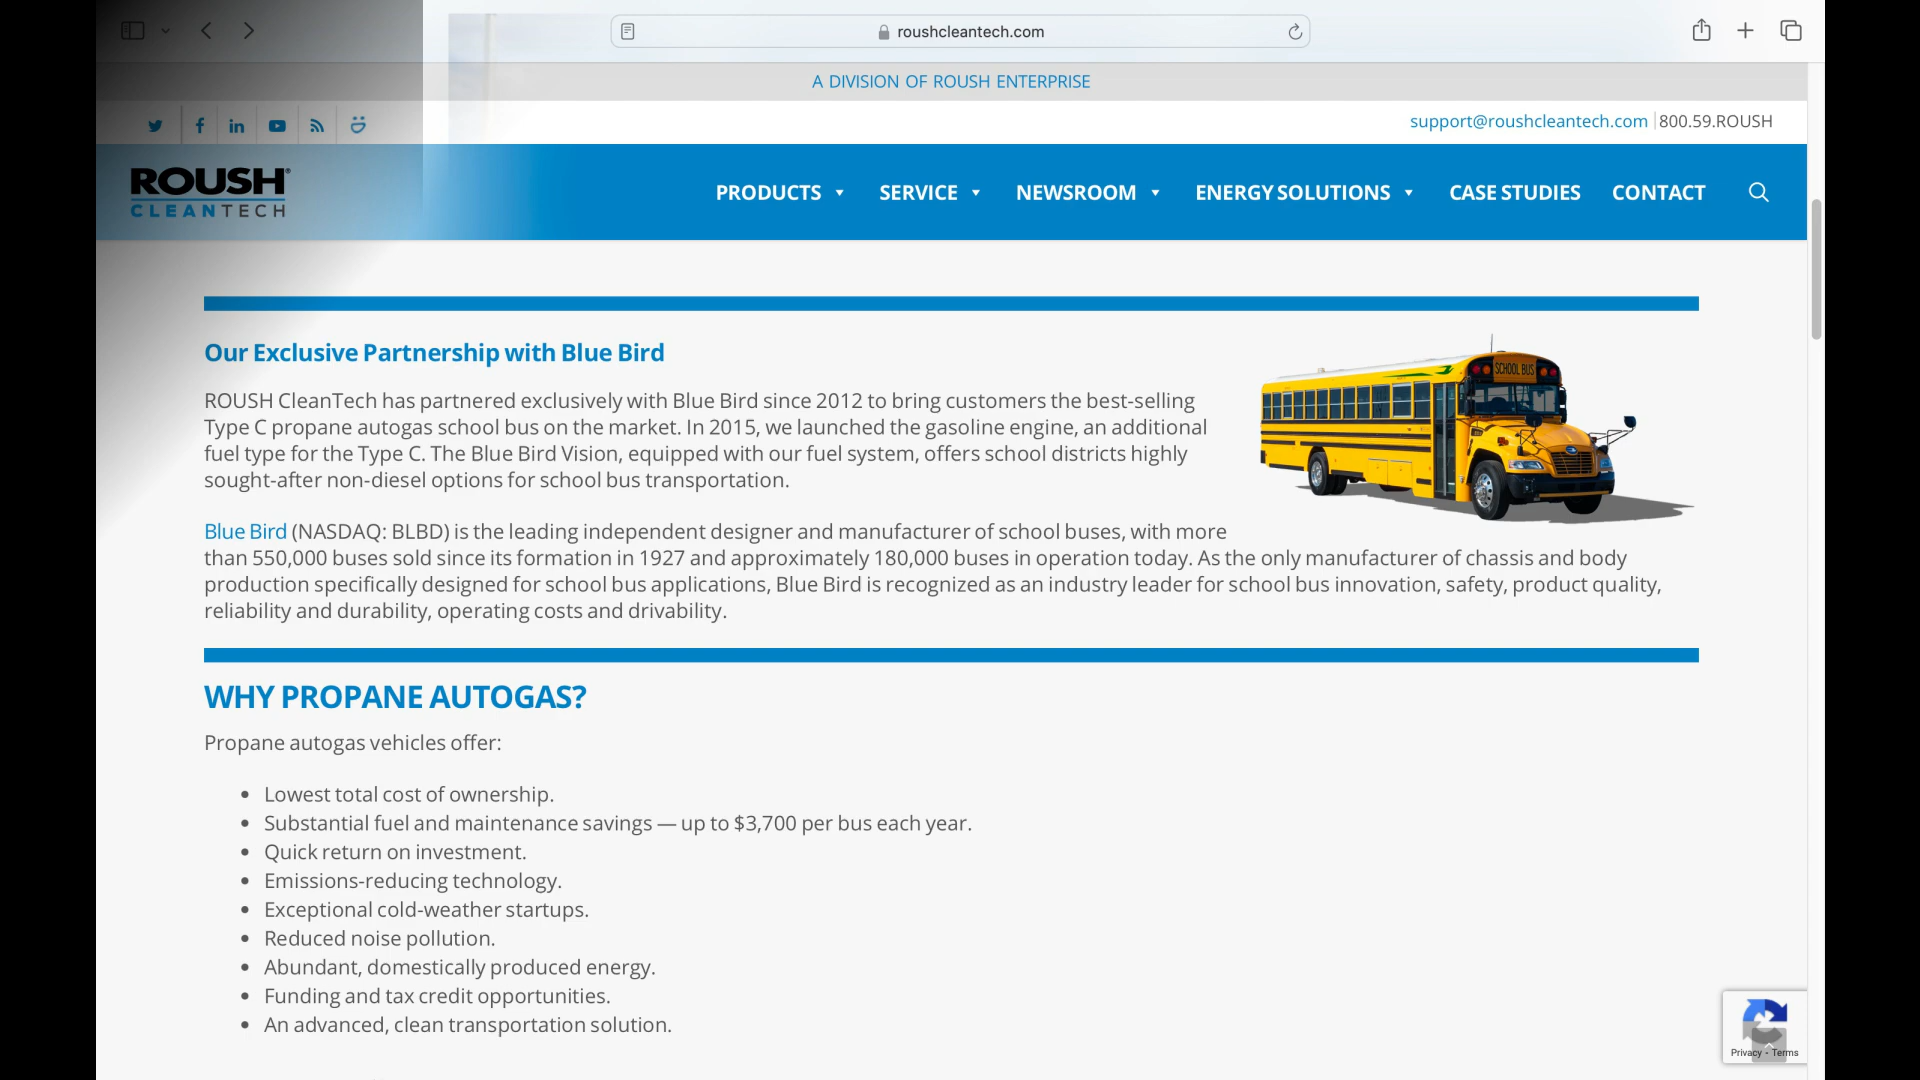 roushcleantech.com
A DIVISION OF ROUSH ENTERPRISE
support@roushcleantech.com 800.59.ROUSH
ROUSH®
CLEANTECH
PRODUCTS SERVICE NEWSROOM ENERGY SOLUTIONS CASE STUDIES CONTACT
Our Exclusive Partnership with Blue Bird
ROUSH CleanTech has partnered exclusively with Blue Bird since 2012 to bring customers the best-selling
Type C propane autogas school bus on the market. In 2015, we launched the gasoline engine, an additional
fuel type for the Type C. The Blue Bird Vision, equipped with our fuel system, offers school districts highly
sought-after non-diesel options for school bus transportation.
SCHOOL BUS
Blue Bird (NASDAQ: BLBD) is the leading independent designer and manufacturer of school buses, with more
than 550,000 buses sold since its formation in 1927 and approximately 180,000 buses in operation today. As the only manufacturer of chassis and body
production specifically designed for school bus applications, Blue Bird is recognized as an industry leader for school bus innovation, safety, product quality,
reliability and durability, operating costs and drivability.
WHY PROPANE AUTOGAS?
Propane autogas vehicles offer:
• Lowest total cost of ownership.
• Substantial fuel and maintenance savings — up to $3,700 per bus each year.
• Quick return on investment.
• Emissions-reducing technology.
• Exceptional cold-weather startups.
• Reduced noise pollution.
• Abundant, domestically produced energy.
• Funding and tax credit opportunities.
• An advanced, clean transportation solution.
Privacy - Terms